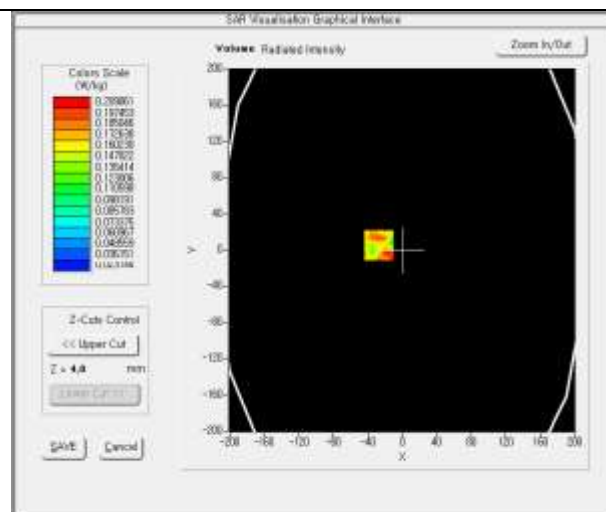 SAR Visualisation Graphical Interface
Volume Radiated Intensity
Zoom In/Out
Colors Scale
(W/kg)
0.209861
0.197453
0.185046
0.172638
0.160230
0.147822
0.135414
0.123006
0.110598
0.098191
0.085783
0.073375
0.060967
0.048559
0.036151
Z-Cuts Control
<< Upper Cut
Z = 4.0 mm
Lower Cut >>
SAVE Cancel
200
160
120
80
40
0
-40
-80
-120
-160
-200
Y
-200 -160 -120 -80 -40 0 40 80 120 160 200
X